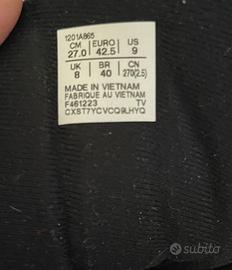 1201A865
CM EURO US
27.0 42.5 9
UK BR CN
8 40 270(2.5)
MADE IN VIETNAM
FABRIQUE AU VIETNAM
F461223 TV
CXST7YCVCQ9LHYQ
subito